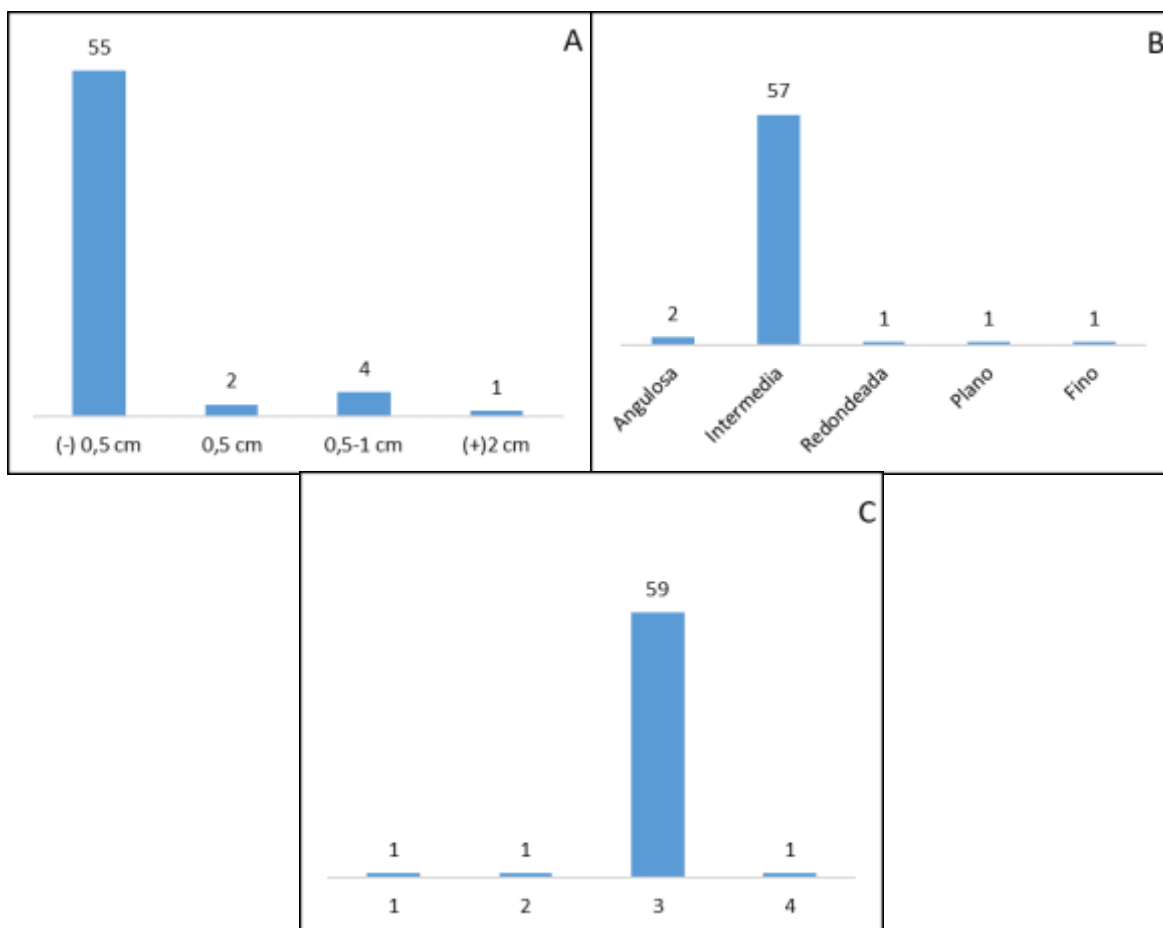 A
55
2
4
1
(-) 0,5 cm
0,5 cm
0,5-1 cm
(+)2 cm
B
57
2
1
1
1
Angulosa
Intermedia
Redondeada
Plano
Fino
C
59
1
1
1
1
2
3
4